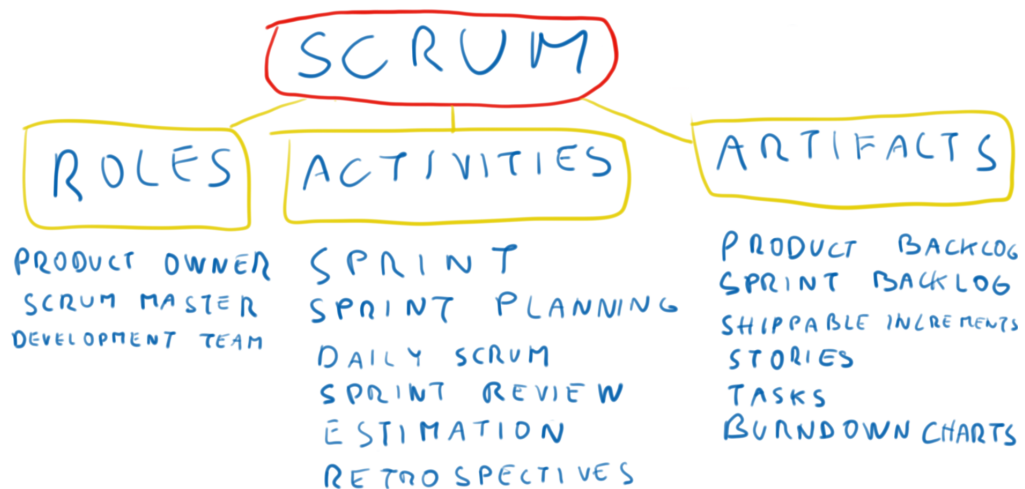 SCRUM
ROLES
PRODUCT OWNER
SCRUM MASTER
DEVELOPMENT TEAM
ACTIVITIES
SPRINT
SPRINT PLANNING
DAILY SCRUM
SPRINT REVIEW
ESTIMATION
RETROSPECTIVES
ARTIFACTS
PRODUCT BACKLOG
SPRINT BACKLOG
SHIPPABLE INCREMENTS
STORIES
TASKS
BURNDOWN CHARTS